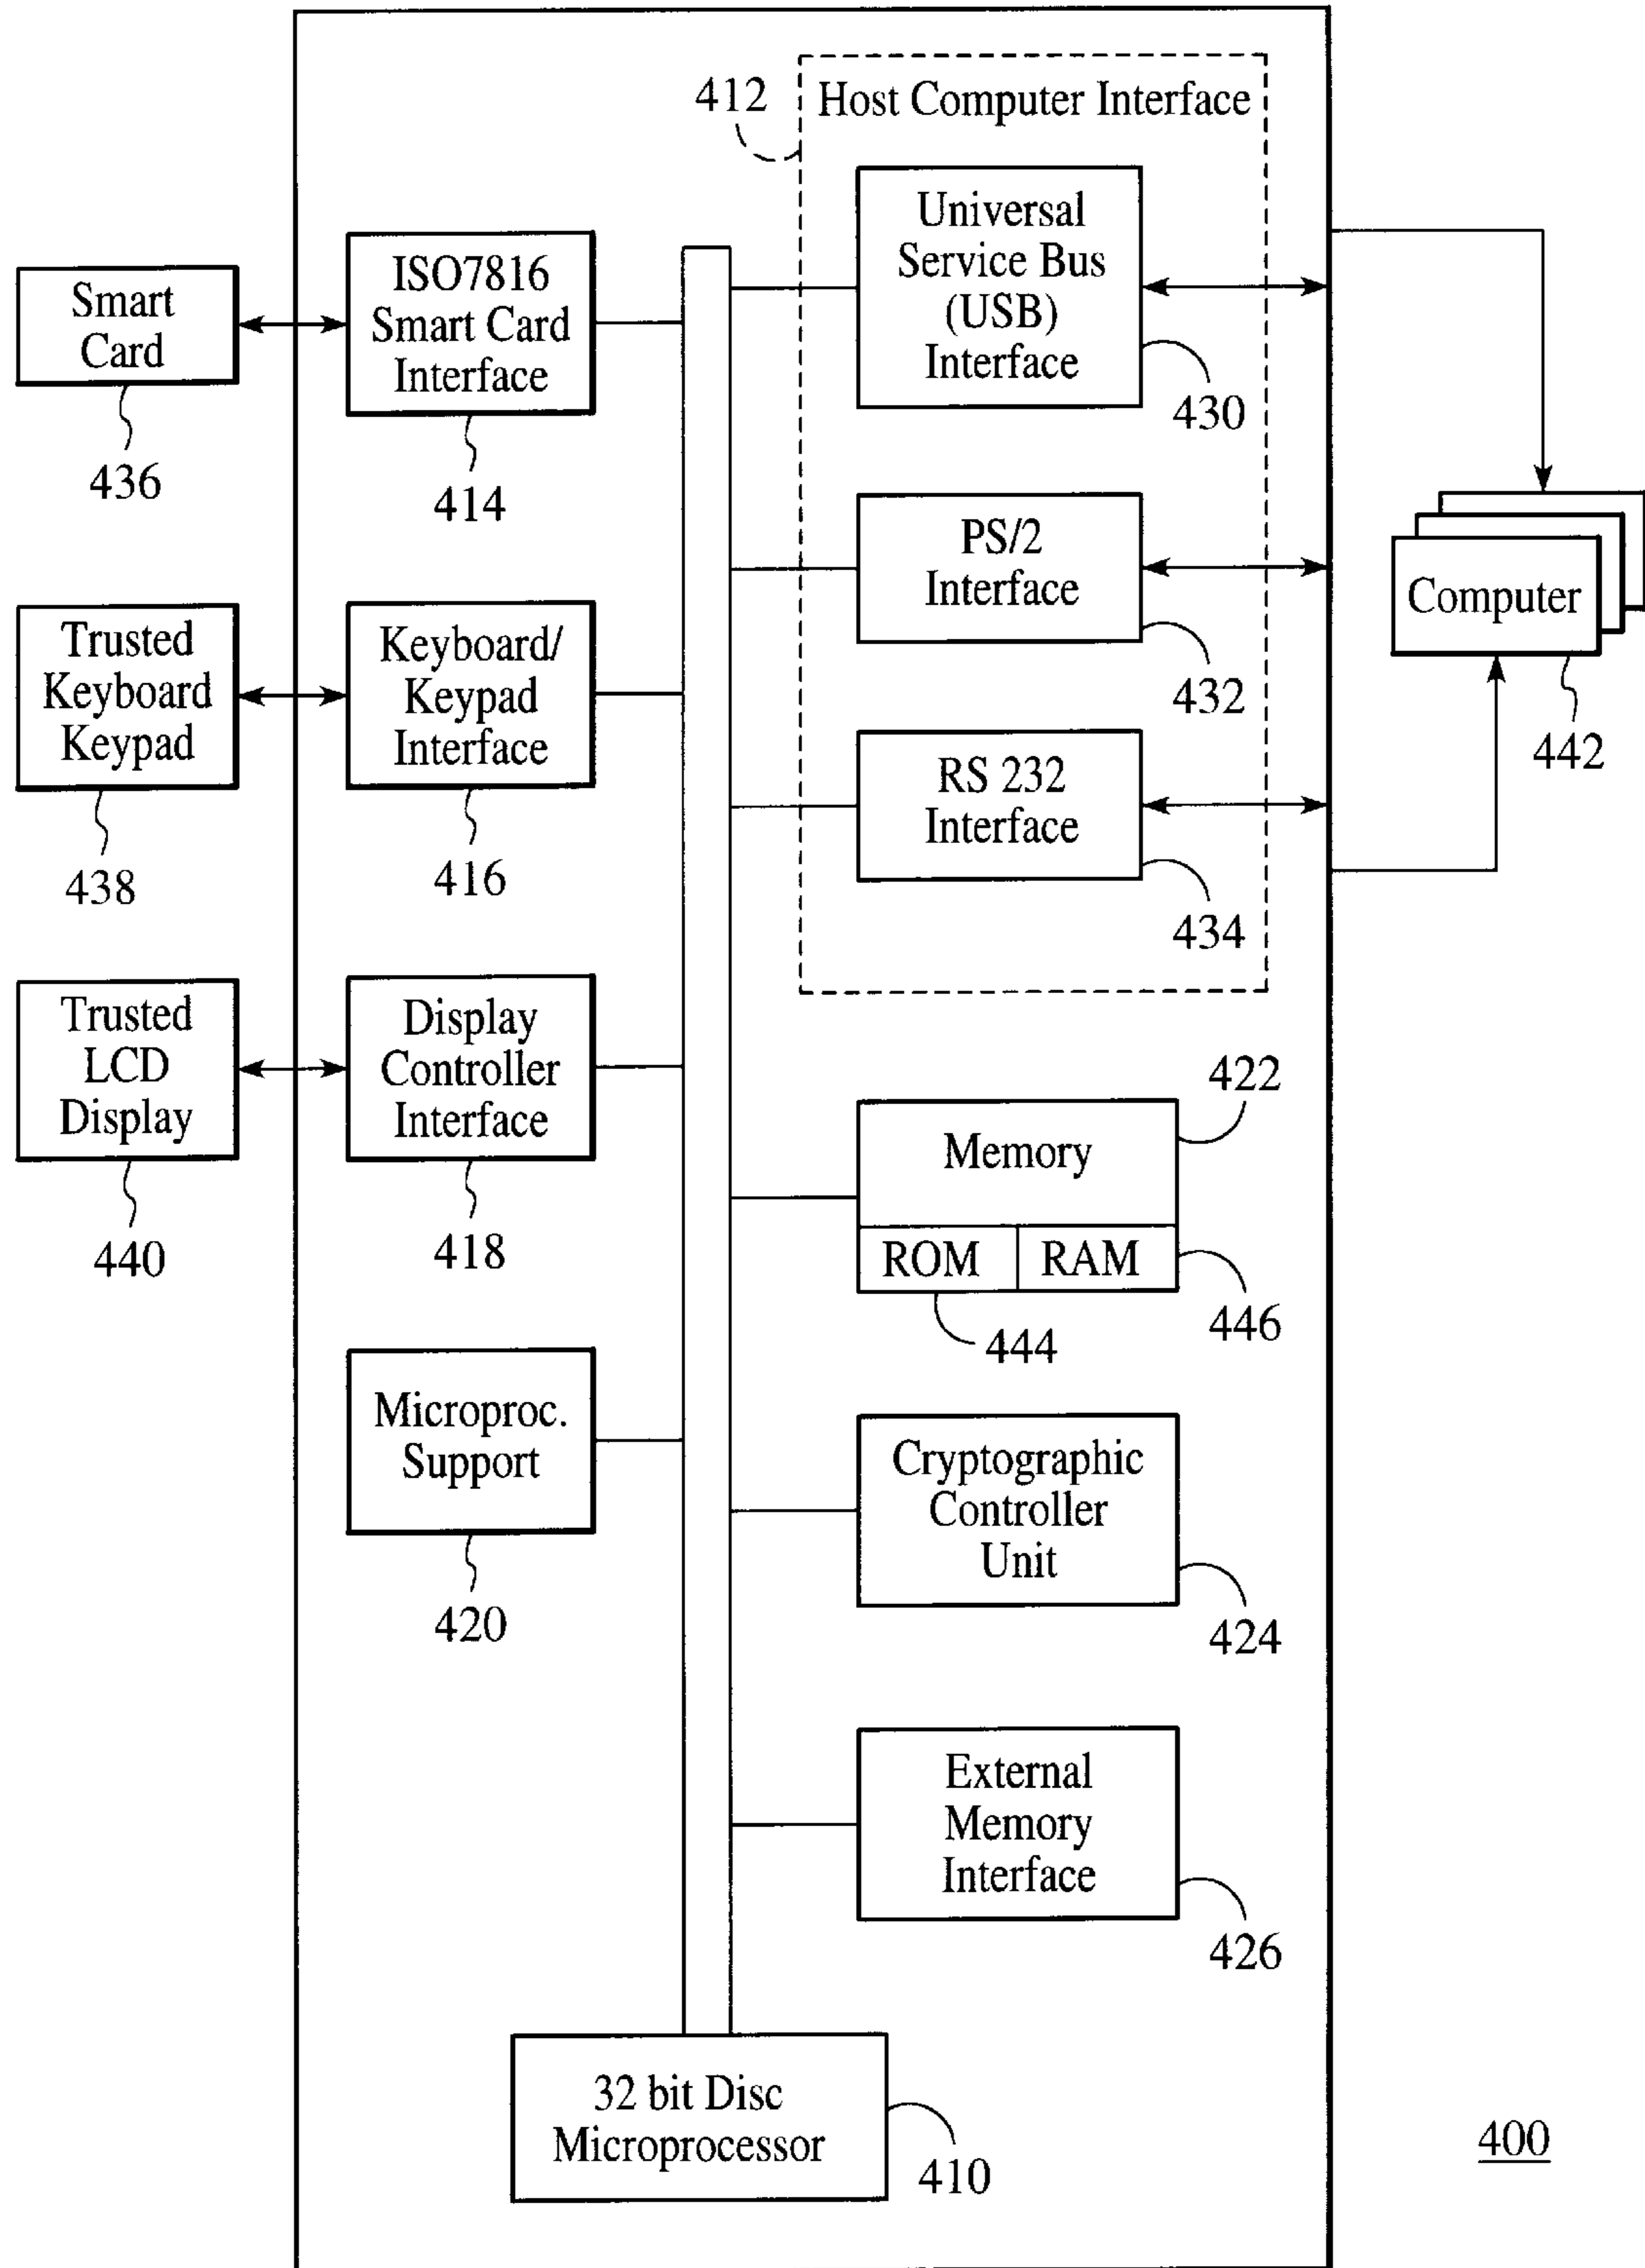 412
Host Computer Interface
Universal
Service Bus
(USB)
Interface
430
ISO7816
Smart Card
Interface
414
Smart
Card
436
PS/2
Interface
432
Computer
442
Trusted
Keyboard
Keypad
438
Keyboard/
Keypad
Interface
416
RS 232
Interface
434
Trusted
LCD
Display
440
Display
Controller
Interface
418
422
Memory
ROM
RAM
444
446
Microproc.
Support
420
Cryptographic
Controller
Unit
424
External
Memory
Interface
426
32 bit Disc
Microprocessor
410
400